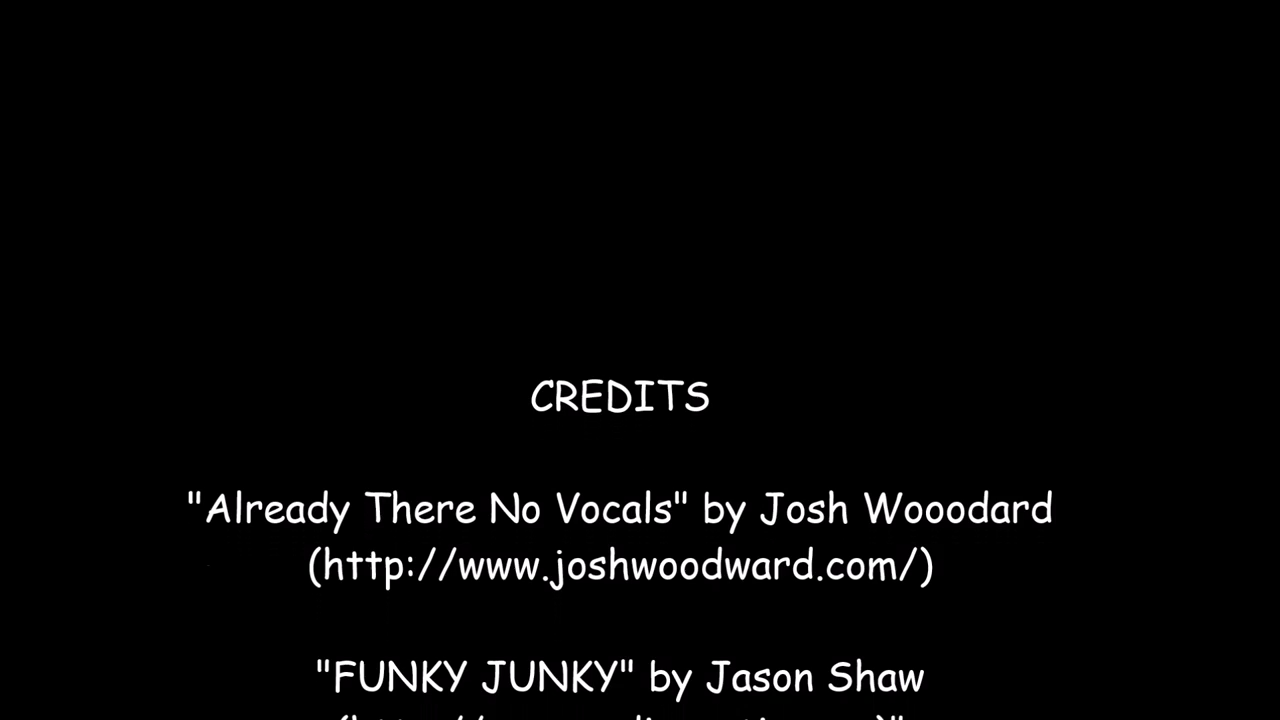 CREDITS
"Already There No Vocals" by Josh Wooodard
(http://www.joshwoodward.com/)
"FUNKY JUNKY" by Jason Shaw